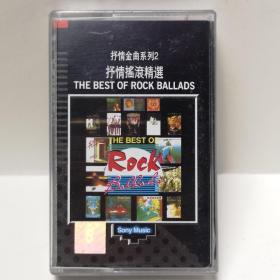 抒情金曲系列2
抒情搖滾精選
THE BEST OF ROCK BALLADS
THE BEST OF
Rock
Ballads
Sony Music